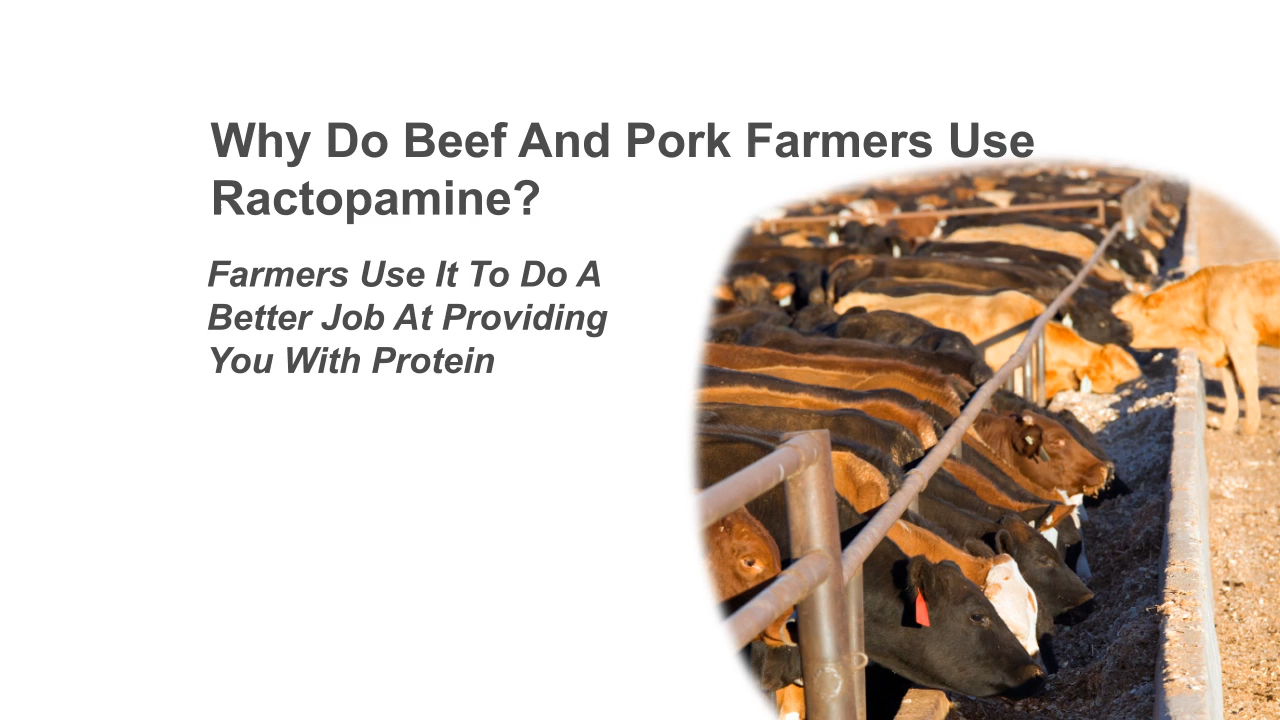 Why Do Beef And Pork Farmers Use
Ractopamine?
Farmers Use It To Do A
Better Job At Providing
You With Protein